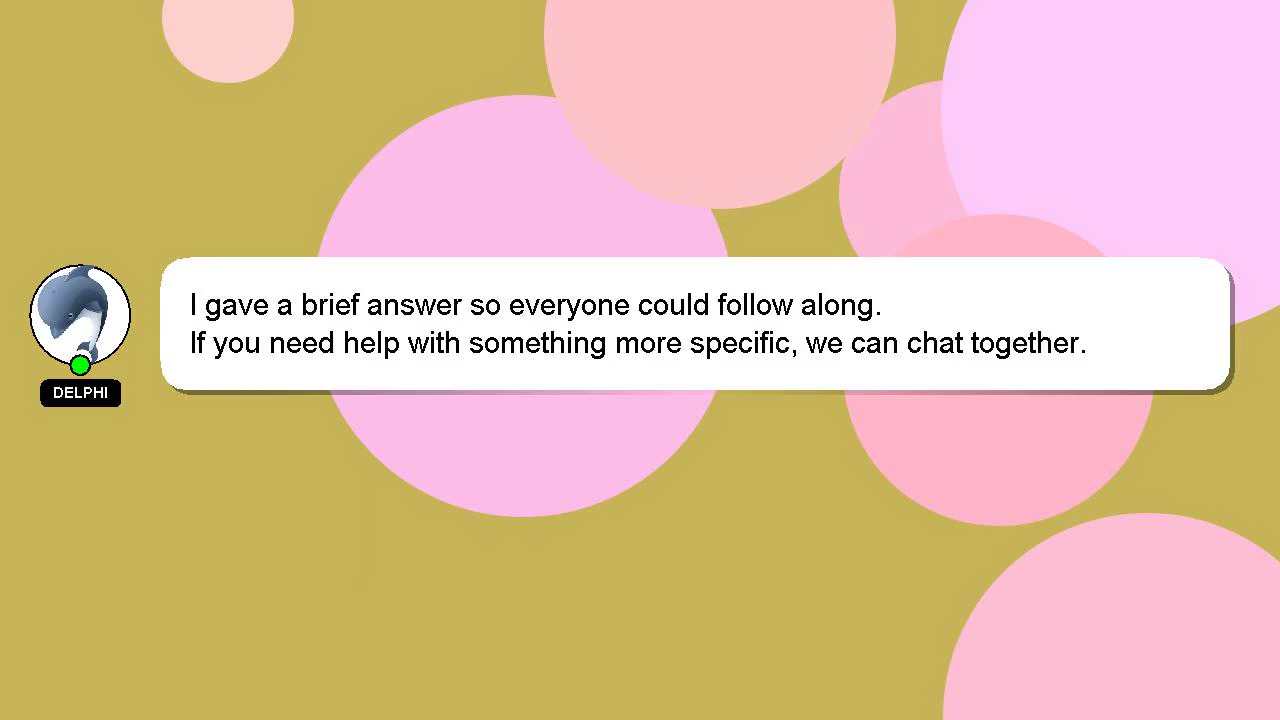 I gave a brief answer so everyone could follow along.
If you need help with something more specific, we can chat together.
DELPHI